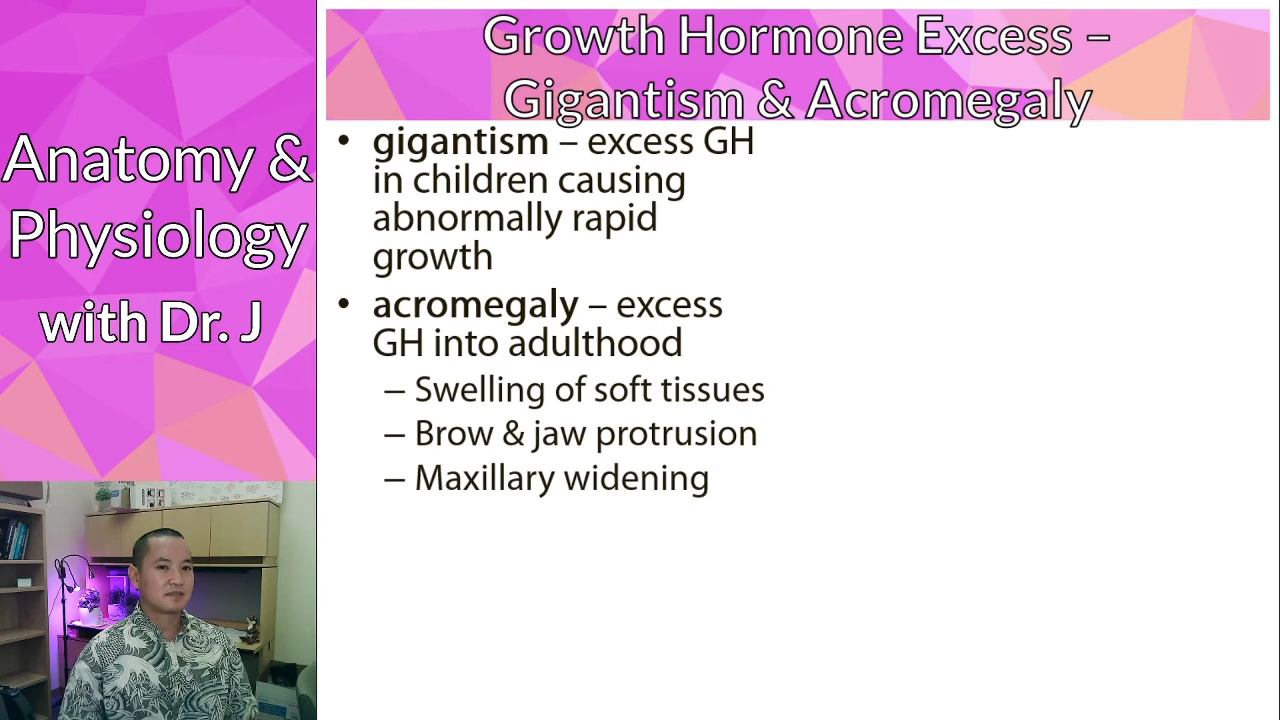 Anatomy &
Physiology
with Dr. J
Growth Hormone Excess –
Gigantism & Acromegaly
• gigantism – excess GH
in children causing
abnormally rapid
growth
• acromegaly – excess
GH into adulthood
– Swelling of soft tissues
– Brow & jaw protrusion
– Maxillary widening